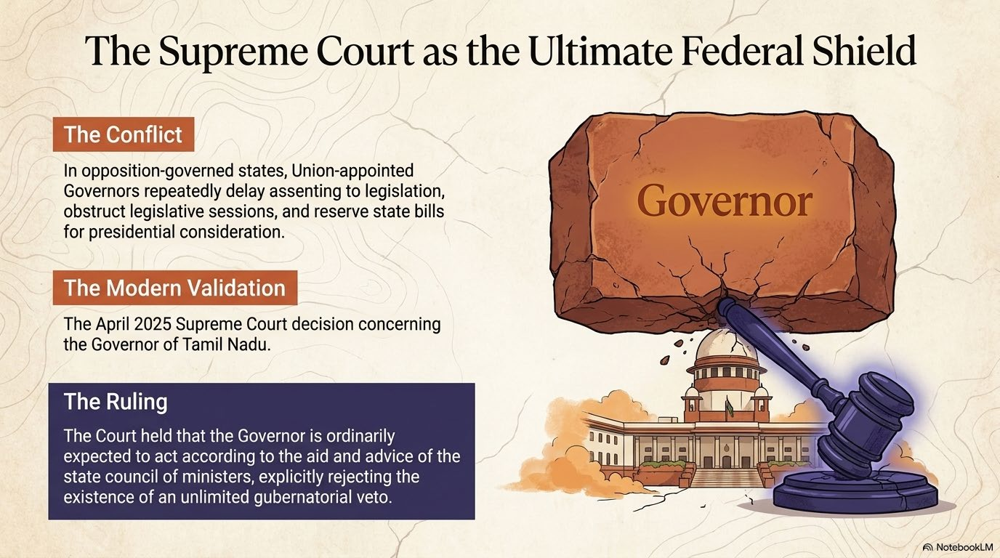 The Supreme Court as the Ultimate Federal Shield
The Conflict
In opposition-governed states, Union-appointed
Governors repeatedly delay assenting to legislation,
obstruct legislative sessions, and reserve state bills
for presidential consideration.
The Modern Validation
The April 2025 Supreme Court decision concerning
the Governor of Tamil Nadu.
The Ruling
The Court held that the Governor is ordinarily
expected to act according to the aid and advice of the
state council of ministers, explicitly rejecting the
existence of an unlimited gubernatorial veto.
Governor
NotebookLM